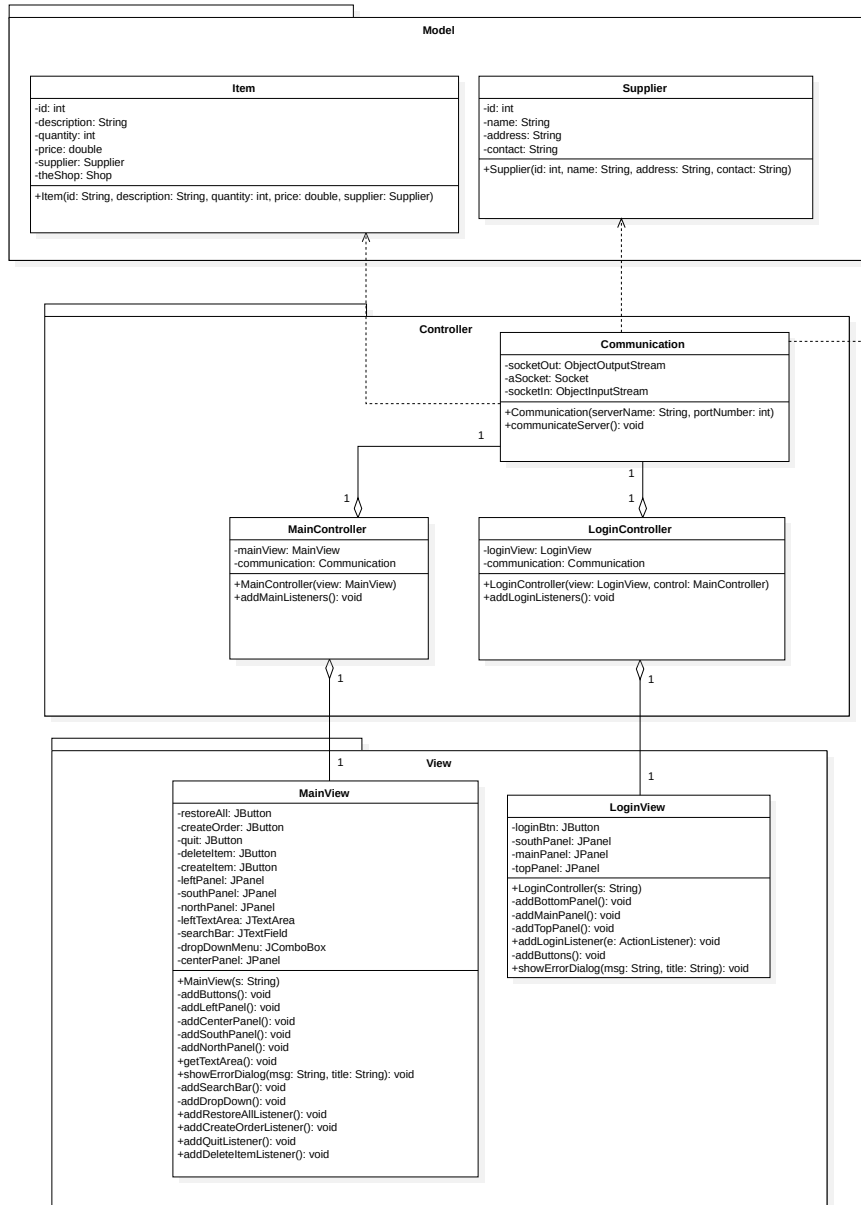 Model
Item
-id: int
-description: String
-quantity: int
-price: double
-supplier: Supplier
-theShop: Shop
+Item(id: String, description: String, quantity: int, price: double, supplier: Supplier)
Supplier
-id: int
-name: String
-address: String
-contact: String
+Supplier(id: int, name: String, address: String, contact: String)
Controller
Communication
-socketOut: ObjectOutputStream
-aSocket: Socket
-socketIn: ObjectInputStream
+Communication(serverName: String, portNumber: int)
+communicateServer(): void
1
1
1
1
MainController
-mainView: MainView
-communication: Communication
+MainController(view: MainView)
+addMainListeners(): void
LoginController
-loginView: LoginView
-communication: Communication
+LoginController(view: LoginView, control: MainController)
+addLoginListeners(): void
1
1
1
1
View
MainView
-restoreAll: JButton
-createOrder: JButton
-quit: JButton
-deleteItem: JButton
-createItem: JButton
-leftPanel: JPanel
-southPanel: JPanel
-northPanel: JPanel
-leftTextArea: JTextArea
-searchBar: JTextField
-dropDownMenu: JComboBox
-centerPanel: JPanel
+MainView(s: String)
-addButtons(): void
-addLeftPanel(): void
-addCenterPanel(): void
-addSouthPanel(): void
-addNorthPanel(): void
+getTextArea(): void
+showErrorDialog(msg: String, title: String): void
-addSearchBar(): void
-addDropDown(): void
+addRestoreAllListener(): void
+addCreateOrderListener(): void
+addQuitListener(): void
+addDeleteItemListener(): void
LoginView
-loginBtn: JButton
-southPanel: JPanel
-mainPanel: JPanel
-topPanel: JPanel
+LoginController(s: String)
-addBottomPanel(): void
-addMainPanel(): void
-addTopPanel(): void
+addLoginListener(e: ActionListener): void
-addButtons(): void
+showErrorDialog(msg: String, title: String): void